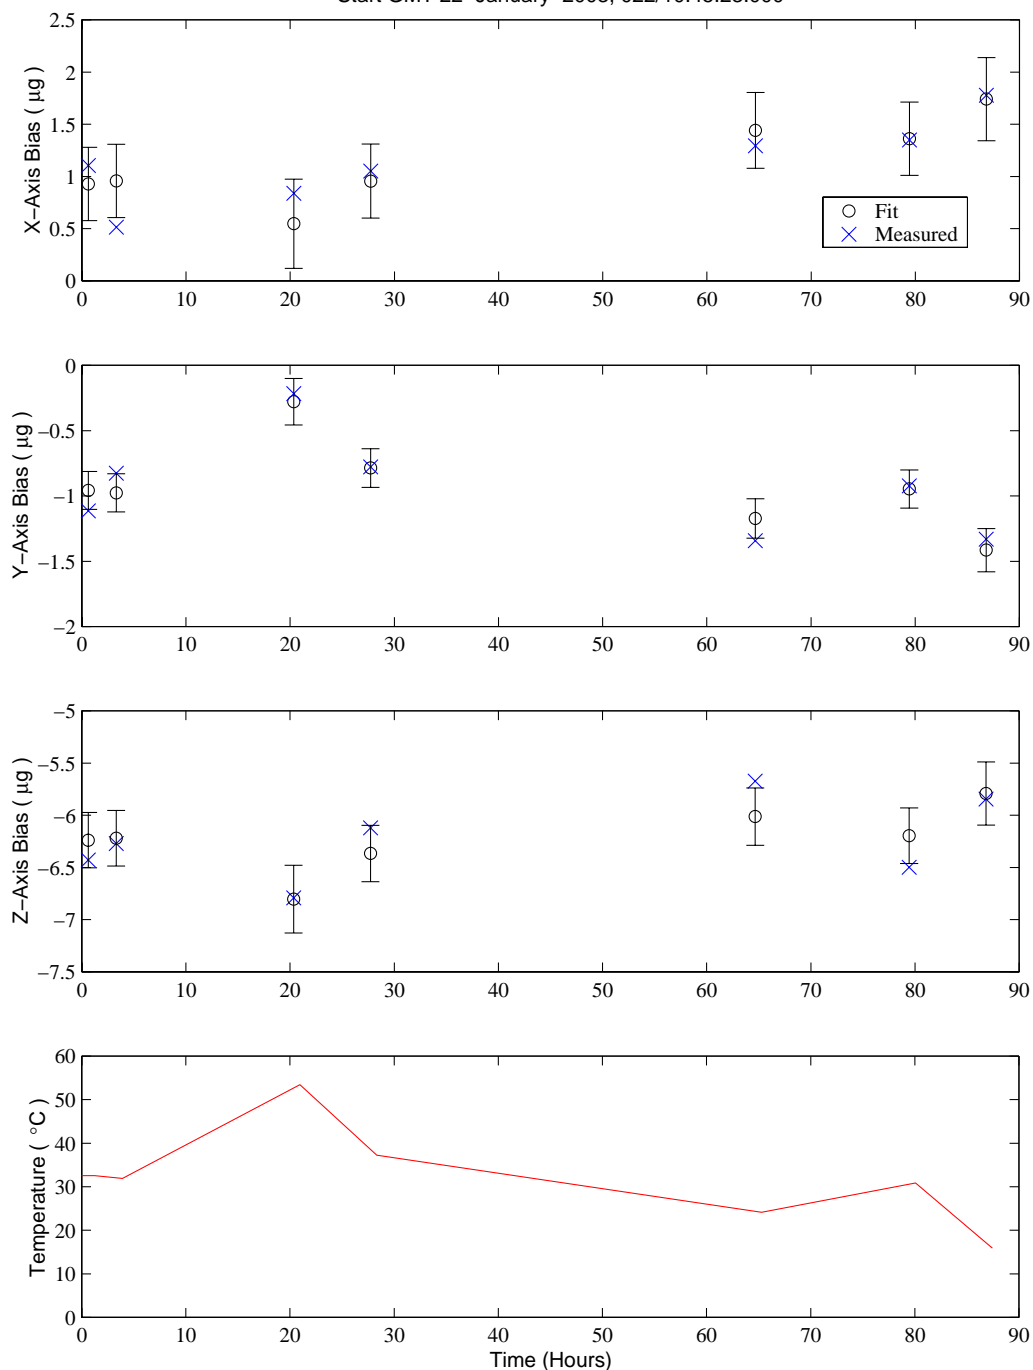 2.5
2
1.5
1
0.5
0
X−Axis Bias ( μg )
Fit
Measured
0 10 20 30 40 50 60 70 80 90
0
−0.5
−1
−1.5
−2
Y−Axis Bias ( μg )
0 10 20 30 40 50 60 70 80 90
−5
−5.5
−6
−6.5
−7
−7.5
Z−Axis Bias ( μg )
0 10 20 30 40 50 60 70 80 90
60
50
40
30
20
10
0
Temperature ( °C )
0 10 20 30 40 50 60 70 80 90
Time (Hours)